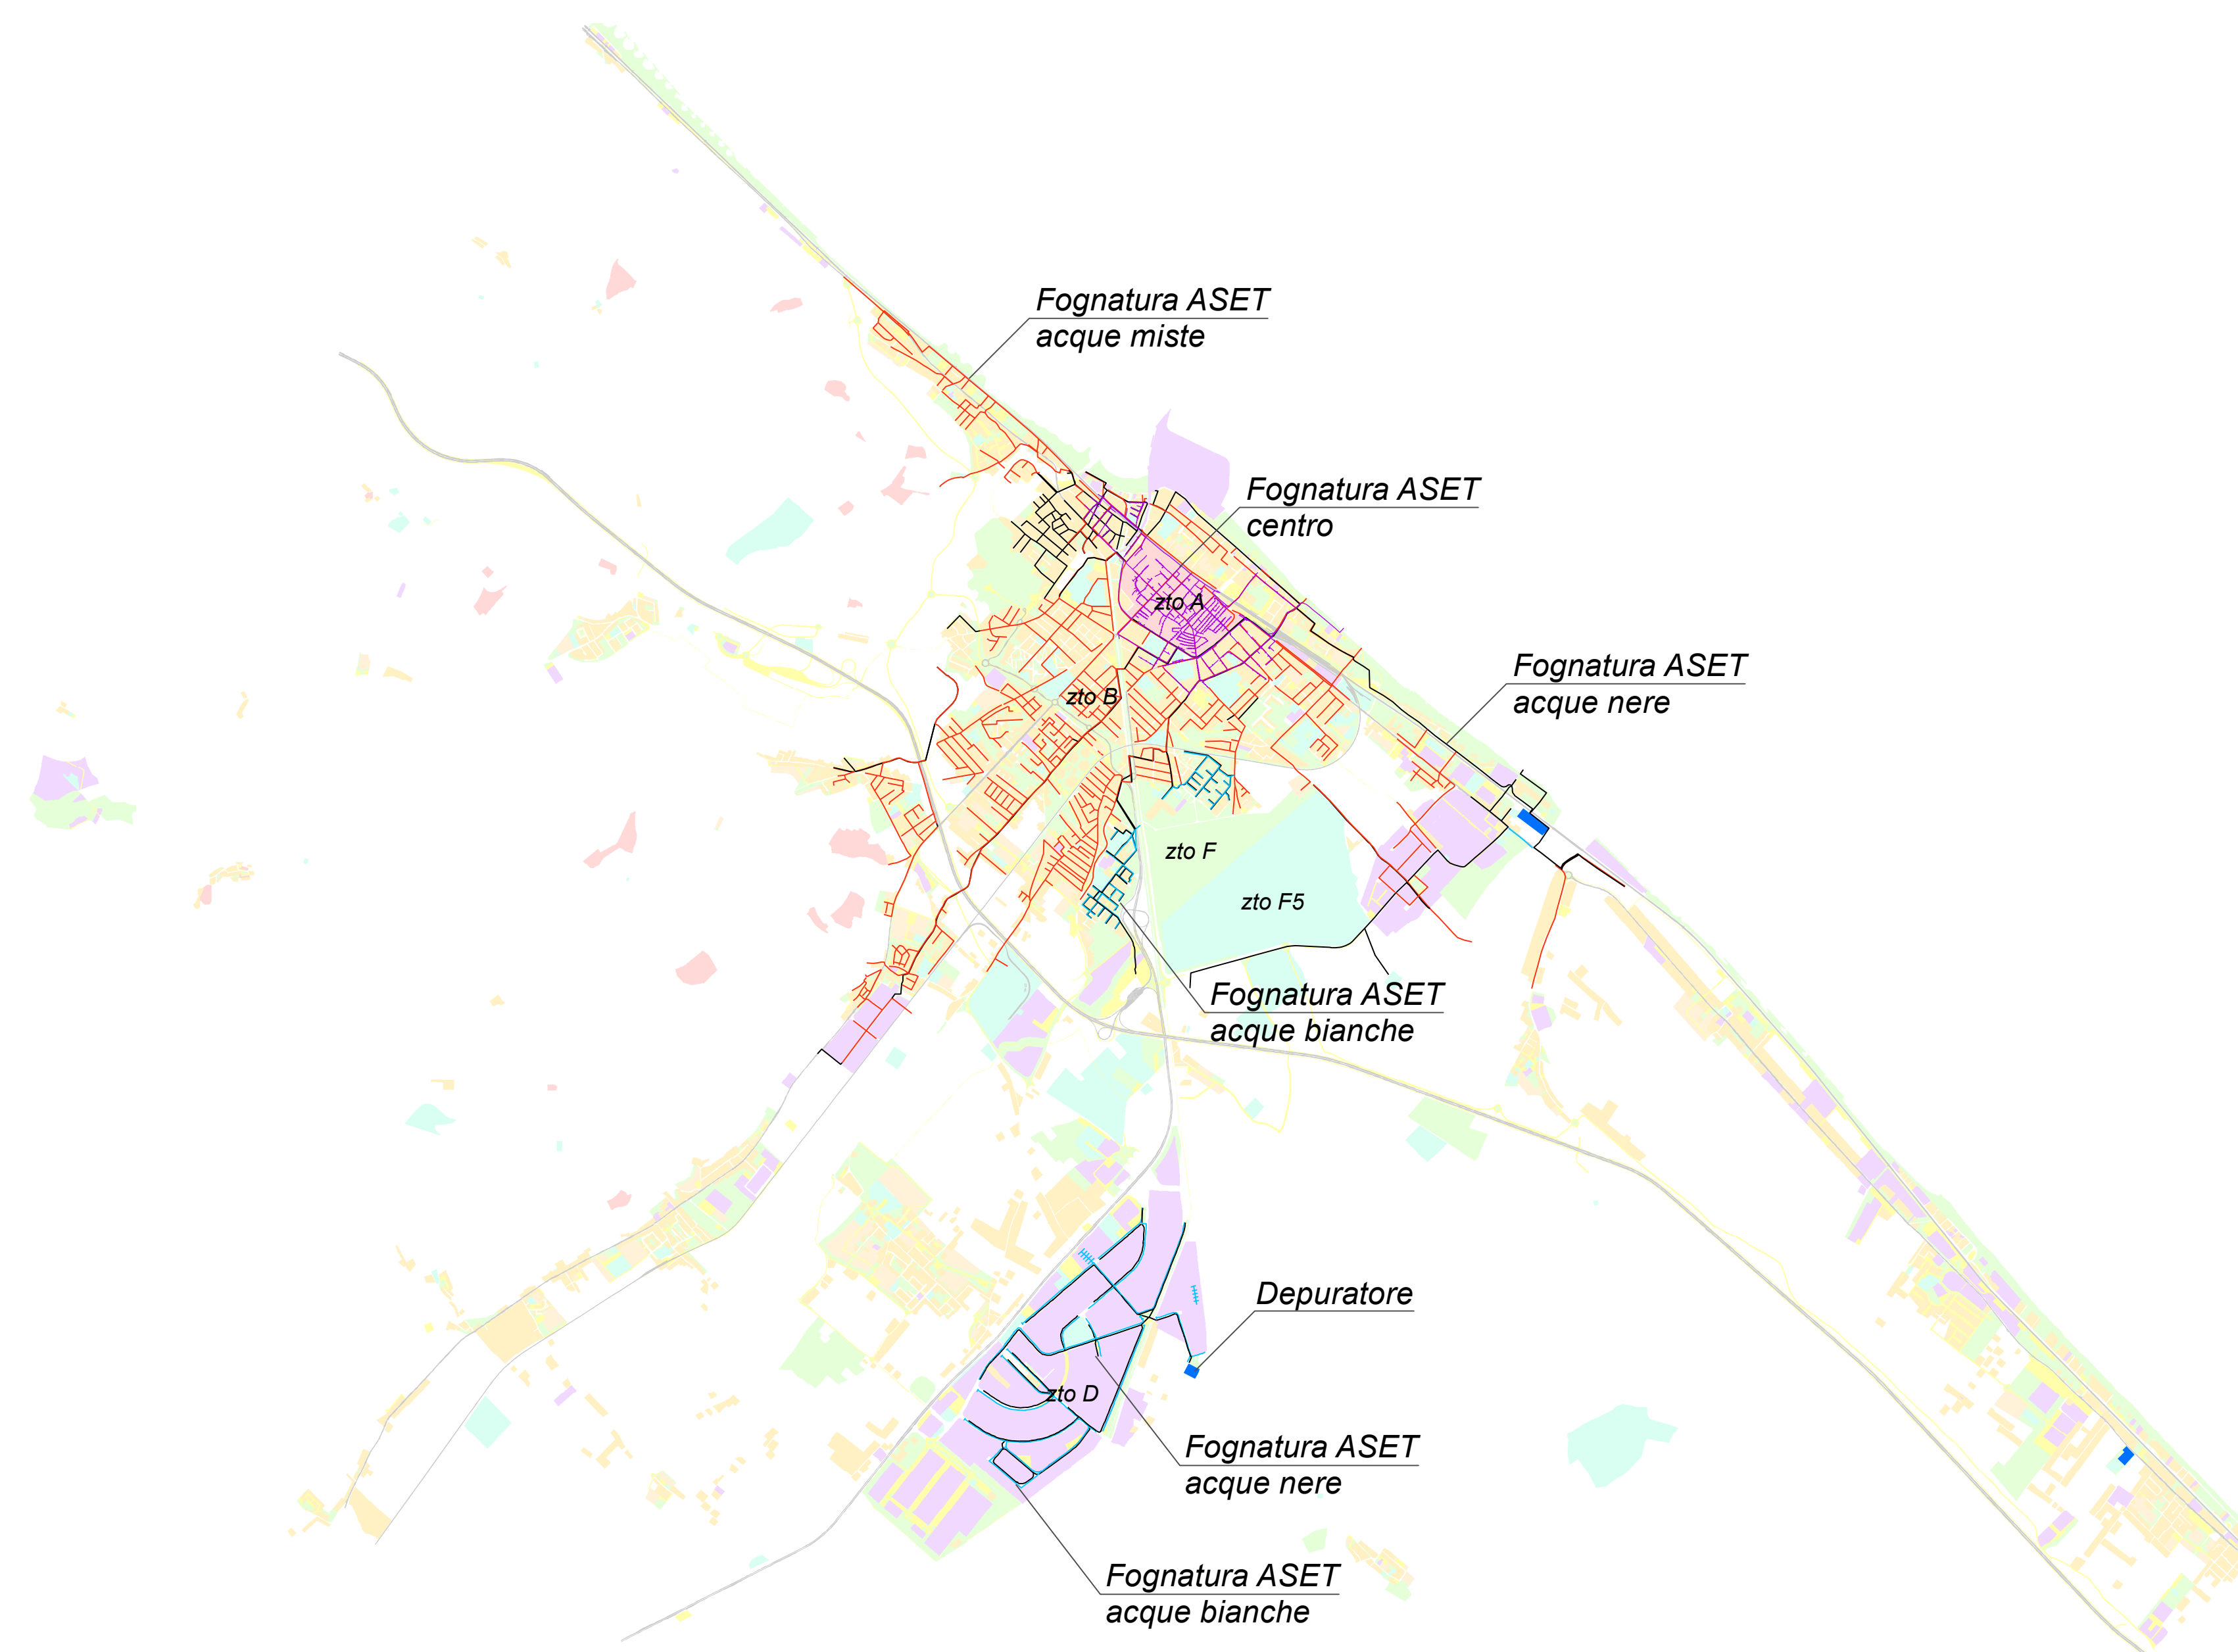 Fognatura ASET
acque miste
Fognatura ASET
centro
zto A
Fognatura ASET
acque nere
zto B
zto F
zto F5
Fognatura ASET
acque bianche
Depuratore
zto D
Fognatura ASET
acque nere
Fognatura ASET
acque bianche